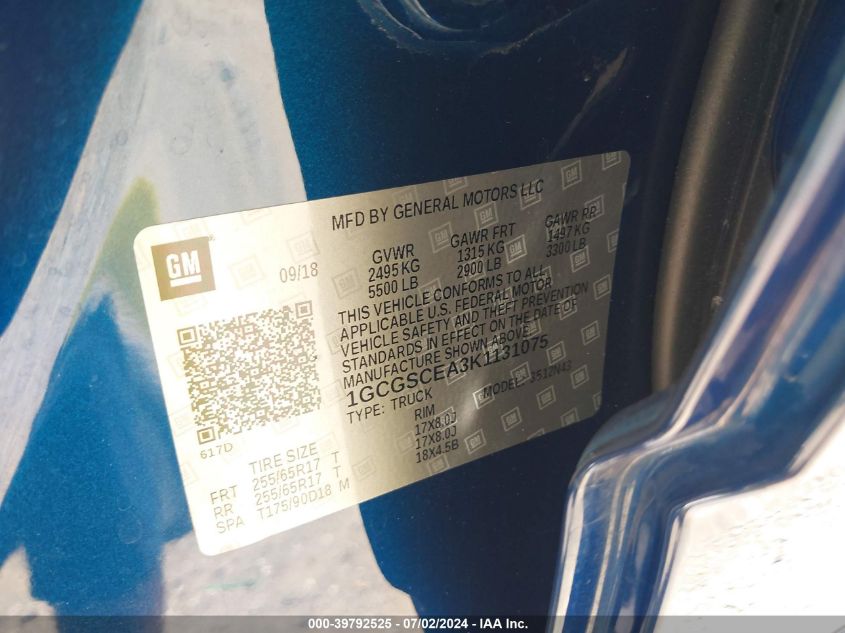 MFD BY GENERAL MOTORS LLC
GM
09/18
GVWR GAWR FRT GAWR RR
2495 KG 1315 KG 1497 KG
5500 LB 2900 LB 3300 LB
THIS VEHICLE CONFORMS TO ALL
APPLICABLE U.S. FEDERAL MOTOR
VEHICLE SAFETY AND THEFT PREVENTION
STANDARDS IN EFFECT ON THE DATE OF
MANUFACTURE SHOWN ABOVE.
1GCGSCEA3K1131075
TYPE: TRUCK MODEL: 3512N43
617D
TIRE SIZE RIM
FRT 255/65R17 T 17X8.0J
RR 255/65R17 T 17X8.0J
SPA T175/90D18 M 18X4.5B
000-39792525 | 07/02/2024 | IAA, Inc.